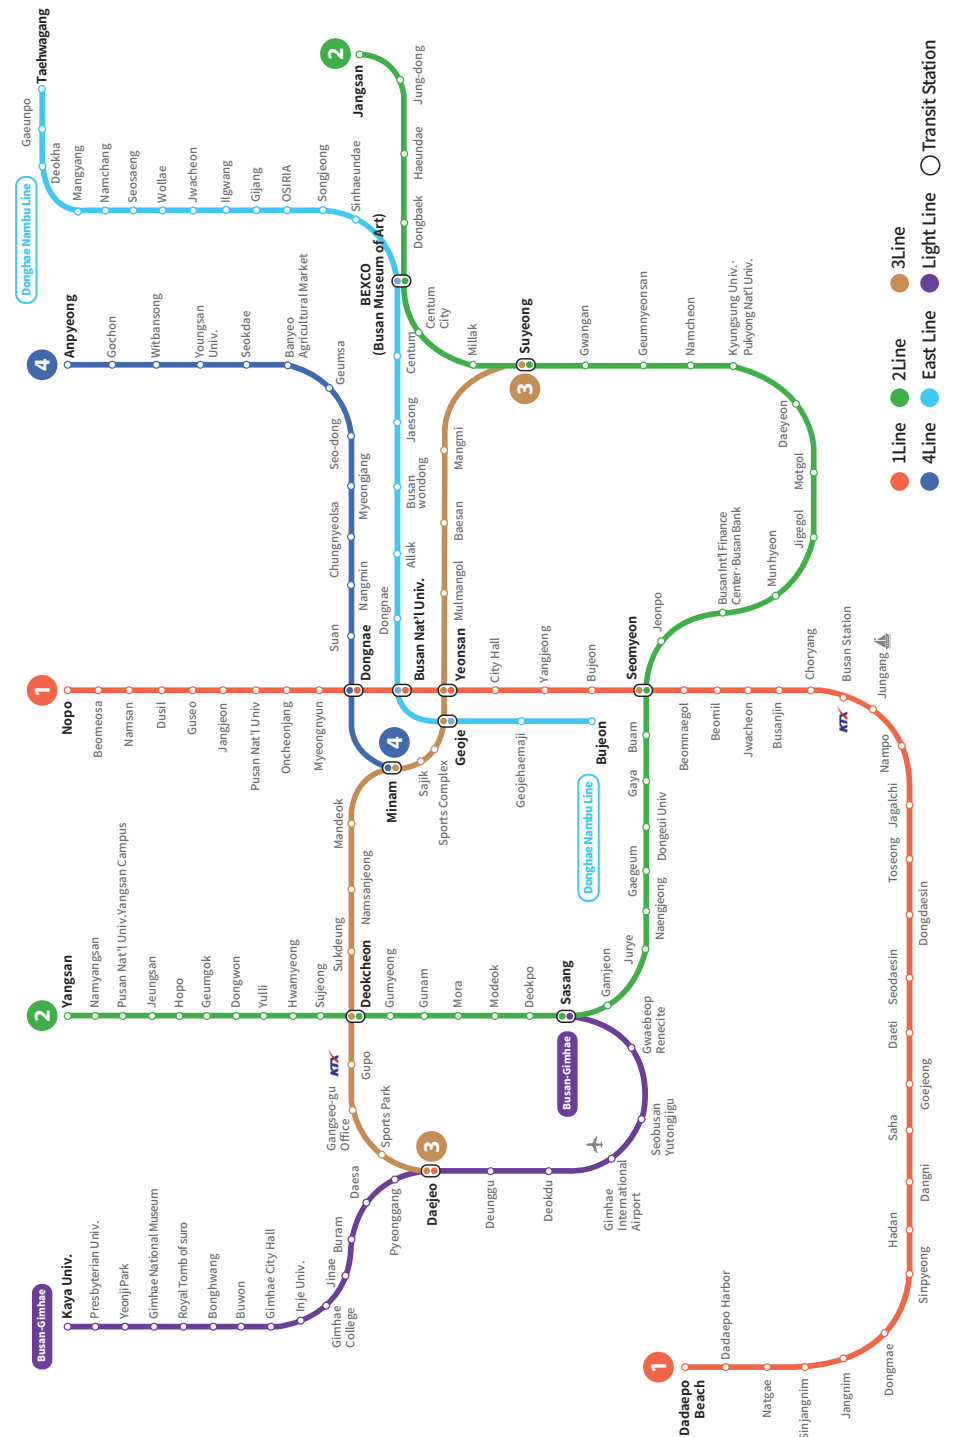 Busan-Gimhae
Kaya Univ.
Presbyterian Univ.
Yeonji Park
Gimhae National Museum
Royal Tomb of suro
Bonghwang
Buwon
Gimhae City Hall
Inje Univ.
Gimhae
College
Jinae
Buram
Daesa
Pyeonggang
3
Daejeo
Deunggu
Deokdu
Gimhae
International
Airport
Seobusan
Yutongjigu
Gwaebeop
Renecite
Busan-Gimhae
Sasang
2
Yangsan
Namyangsan
Pusan Nat'l Univ.Yangsan Campus
Jeungsan
Hopo
Geumgok
Dongwon
Yulli
Hwamyeong
Sujeong
Deokcheon
Gumyeong
Gunam
Mora
Modeok
Deokpo
Gamjeon
Jurye
Naengjeong
Gaegeum
Dongeui Univ
Gaya
Buam
Seomyeon
Jeonpo
Busan Int'l Finance
Center·Busan Bank
Munhyeon
Jigegol
Motgol
Daeyeon
Kyungsung Univ.·
Pukyong Nat'l Univ.
Namcheon
Geumnyeonsan
Gwangan
Suyeong
3
Millak
Centum
City
BEXCO
(Busan Museum of Art)
Dongbaek
Haeundae
Jung-dong
Jangsan
2
Sports Park
Gangseo-gu
Office
KTX
Gupo
Sukdeung
Namsanjeong
Mandeok
Minam
4
Sajik
Sports Complex
Geoje
Yeonsan
Mulmangol
Baesan
Mangmi
1
Nopo
Beomeosa
Namsan
Dusil
Guseo
Jangjeon
Pusan Nat'l Univ
Oncheonjang
Myeongnyun
Dongnae
Busan Nat'l Univ.
City Hall
Yangjeong
Bujeon
Beomnaegol
Beomil
Jwacheon
Busanjin
Choryang
Busan Station
KTX
Jungang
Nampo
Jagalchi
Toseong
Dongdaesin
Seodaesin
Daeti
Goejeong
Saha
Dangni
Hadan
Sinpyeong
Dongmae
Jangnim
Sinjangnim
Natgae
Dadaepo Harbor
Dadaepo
Beach
1
4
Anpyeong
Gochon
Witbansong
Youngsan
Univ.
Seokdae
Banyeo
Agricultural Market
Geumsa
Seo-dong
Myeongjang
Chungnyeolsa
Nangmin
Suan
Donghae Nambu Line
Taehwagang
Gaeunpo
Deokha
Mangyang
Namchang
Seosaeng
Wollae
Jwacheon
Ilgwang
Gijang
OSIRIA
Songjeong
Sinhaeundae
Centum
Jaesong
Busan
wondong
Allak
Dongnae
Geojehaemaji
Bujeon
Donghae Nambu Line
1Line
2Line
3Line
4Line
East Line
Light Line
Transit Station